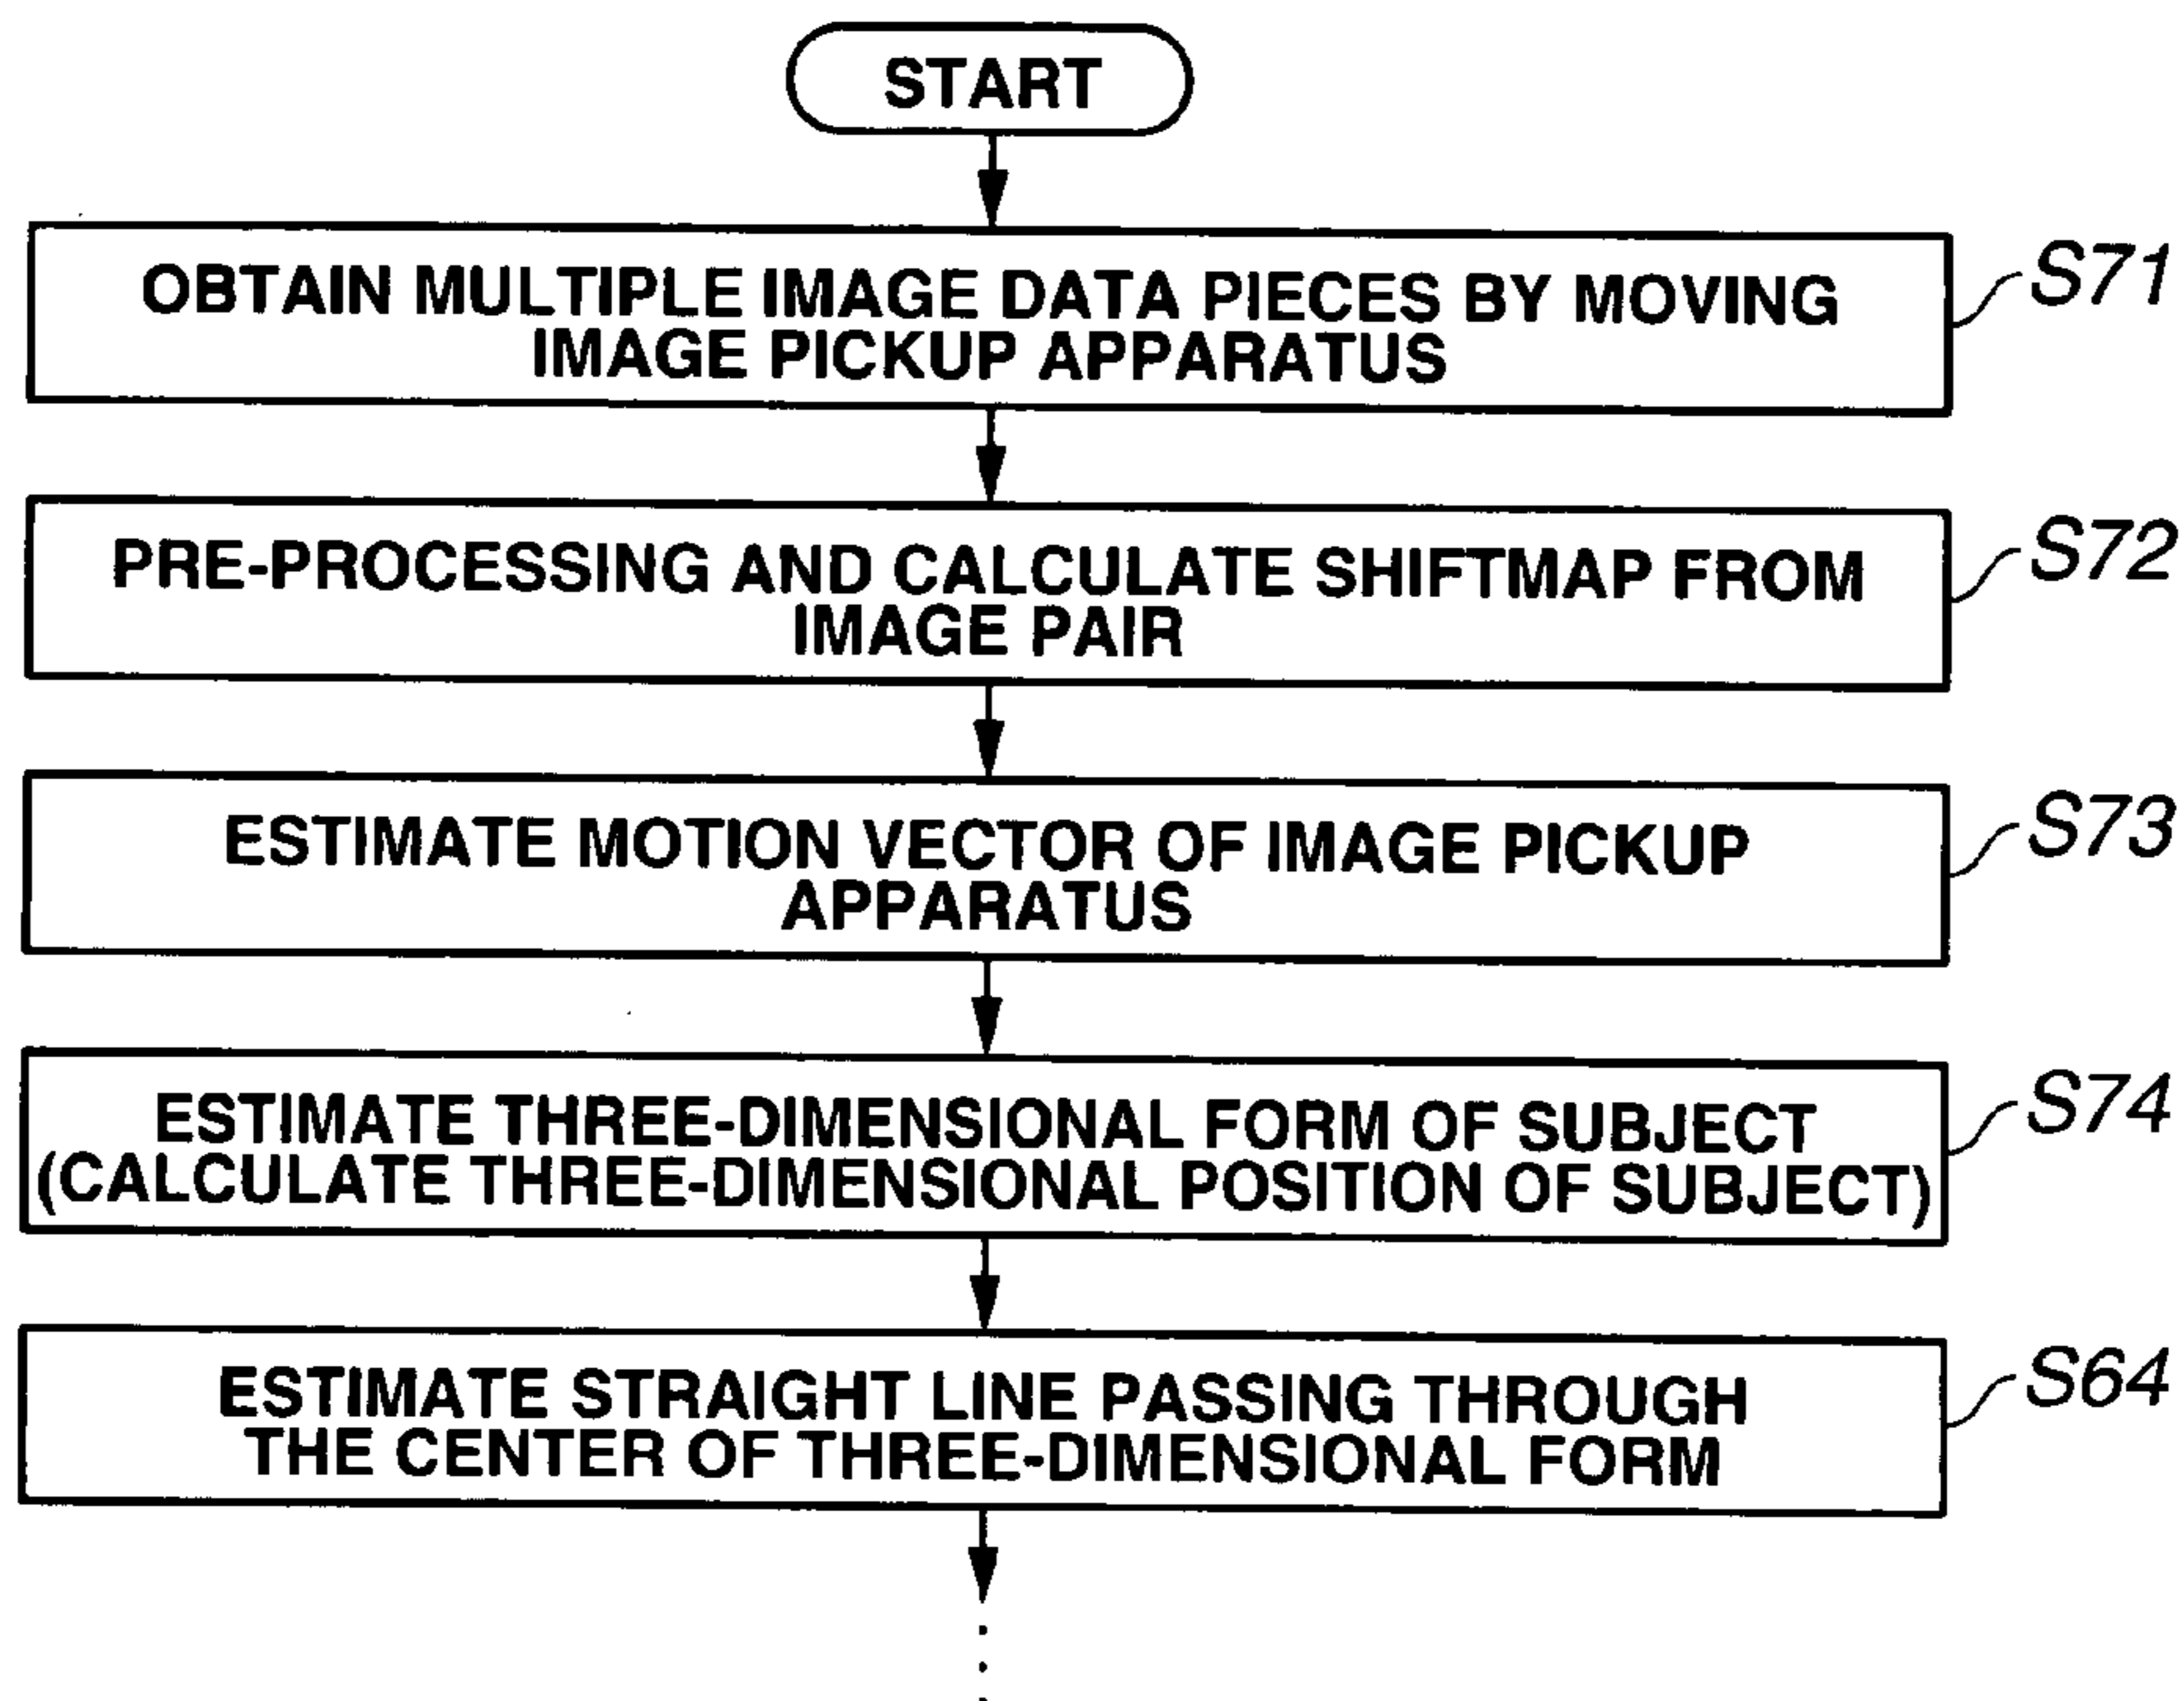 START
OBTAIN MULTIPLE IMAGE DATA PIECES BY MOVING
IMAGE PICKUP APPARATUS
S71
PRE-PROCESSING AND CALCULATE SHIFTMAP FROM
IMAGE PAIR
S72
ESTIMATE MOTION VECTOR OF IMAGE PICKUP
APPARATUS
S73
ESTIMATE THREE-DIMENSIONAL FORM OF SUBJECT
(CALCULATE THREE-DIMENSIONAL POSITION OF SUBJECT)
S74
ESTIMATE STRAIGHT LINE PASSING THROUGH
THE CENTER OF THREE-DIMENSIONAL FORM
S64